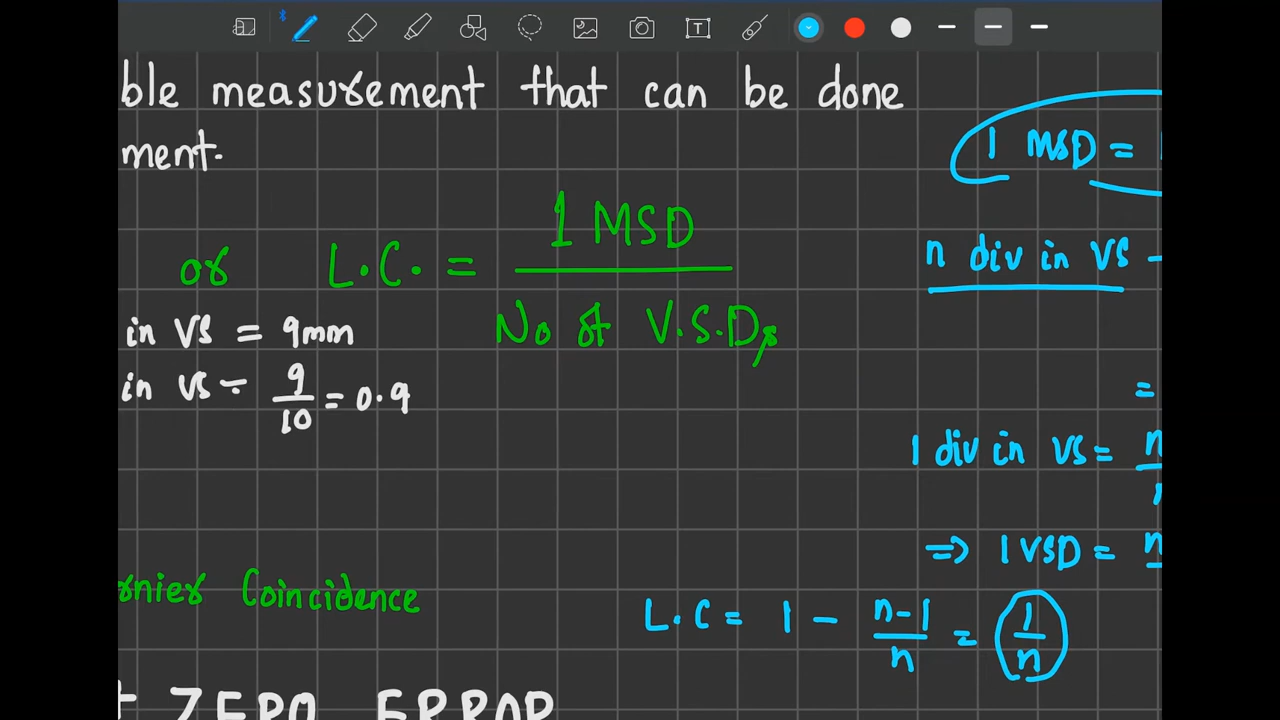 ble measurement that can be done
ment.
1 MSD =
or L.C. = 1 MSD / No of V.S.Ds
n div in VS -
in VS = 9mm
in VS = 9/10 = 0.9
=
1 div in VS = n
=> 1 VSD = n
rnier Coincidence
L.C = 1 - n-1/n = 1/n
ZERO ERROR